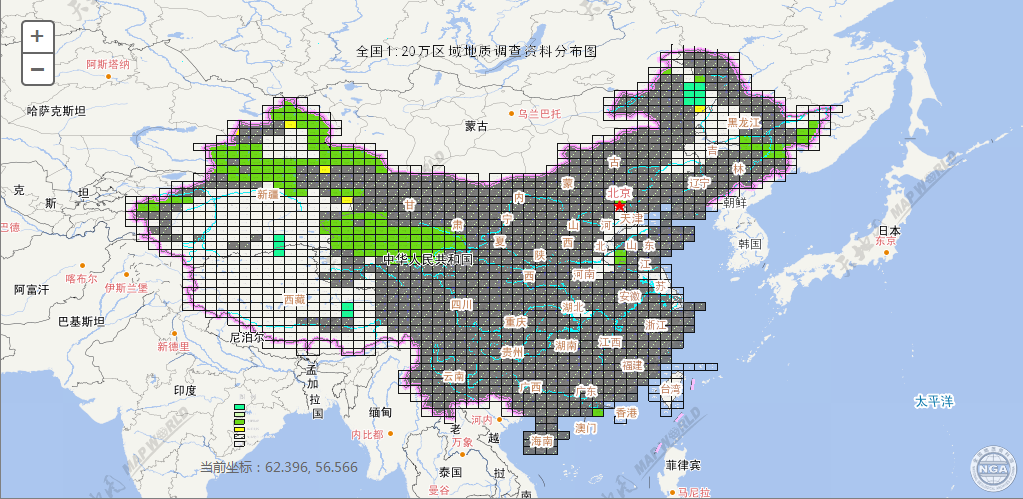 +
−
全国1:20万区域地质调查资料分布图
阿斯塔纳
哈萨克斯坦
乌兰巴托
蒙古
黑龙江
吉
林
辽宁
内
蒙
古
北京
天津
朝鲜
韩国
日本
东京
克
斯
坦
巴德
新疆
甘
肃
宁
夏
山
西
河
北
山
东
陕
西
河南
江
苏
中华人民共和国
喀布尔
阿富汗
伊斯兰堡
巴基斯坦
西藏
四川
重庆
湖北
安徽
浙江
新德里
尼泊尔
贵州
湖南
江西
福建
云南
广西
广东
台湾
孟
加
拉
国
印度
缅甸
河内
香港
澳门
海南
太平洋
内比都
老
挝
万象
越
南
泰国
曼谷
菲律宾
马尼拉
当前坐标：62.396, 56.566
MAP WORLD
NGA